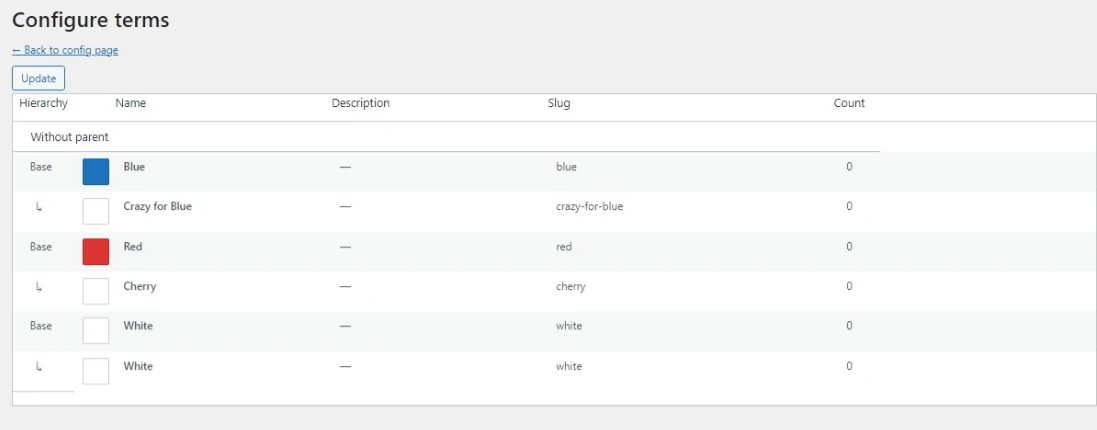 Configure terms
← Back to config page
Update
Hierarchy Name Description Slug Count
Without parent
Base Blue — blue 0
↳ Crazy for Blue — crazy-for-blue 0
Base Red — red 0
↳ Cherry — cherry 0
Base White — white 0
↳ White — white 0